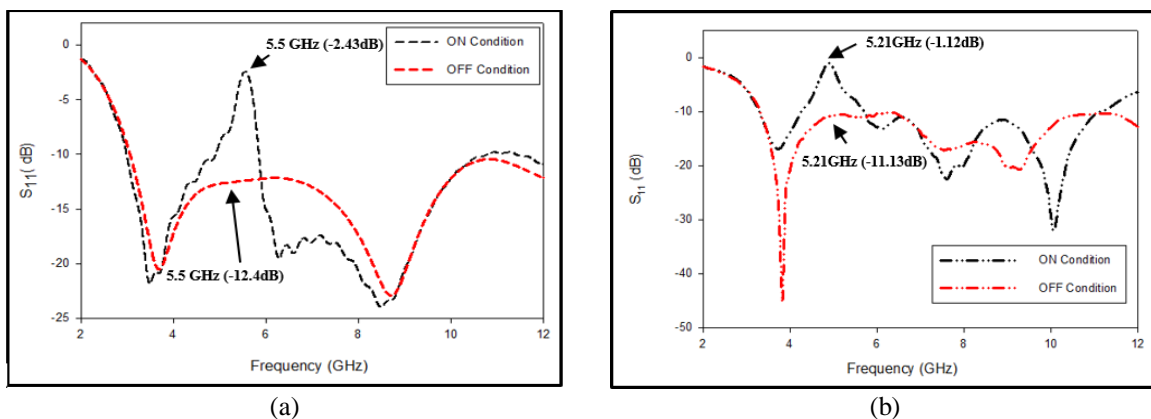 (a)
5.5 GHz (-2.43dB)
ON Condition
OFF Condition
0
-5
-10
-15
-20
-25
S11( dB)
5.5 GHz (-12.4dB)
2
4
6
8
10
12
Frequency (GHz)
(a)
(b)
5.21GHz (-1.12dB)
0
-10
-20
-30
-40
-50
S11 (dB)
5.21GHz (-11.13dB)
ON Condition
OFF Condition
2
4
6
8
10
12
Frequency (GHz)
(b)